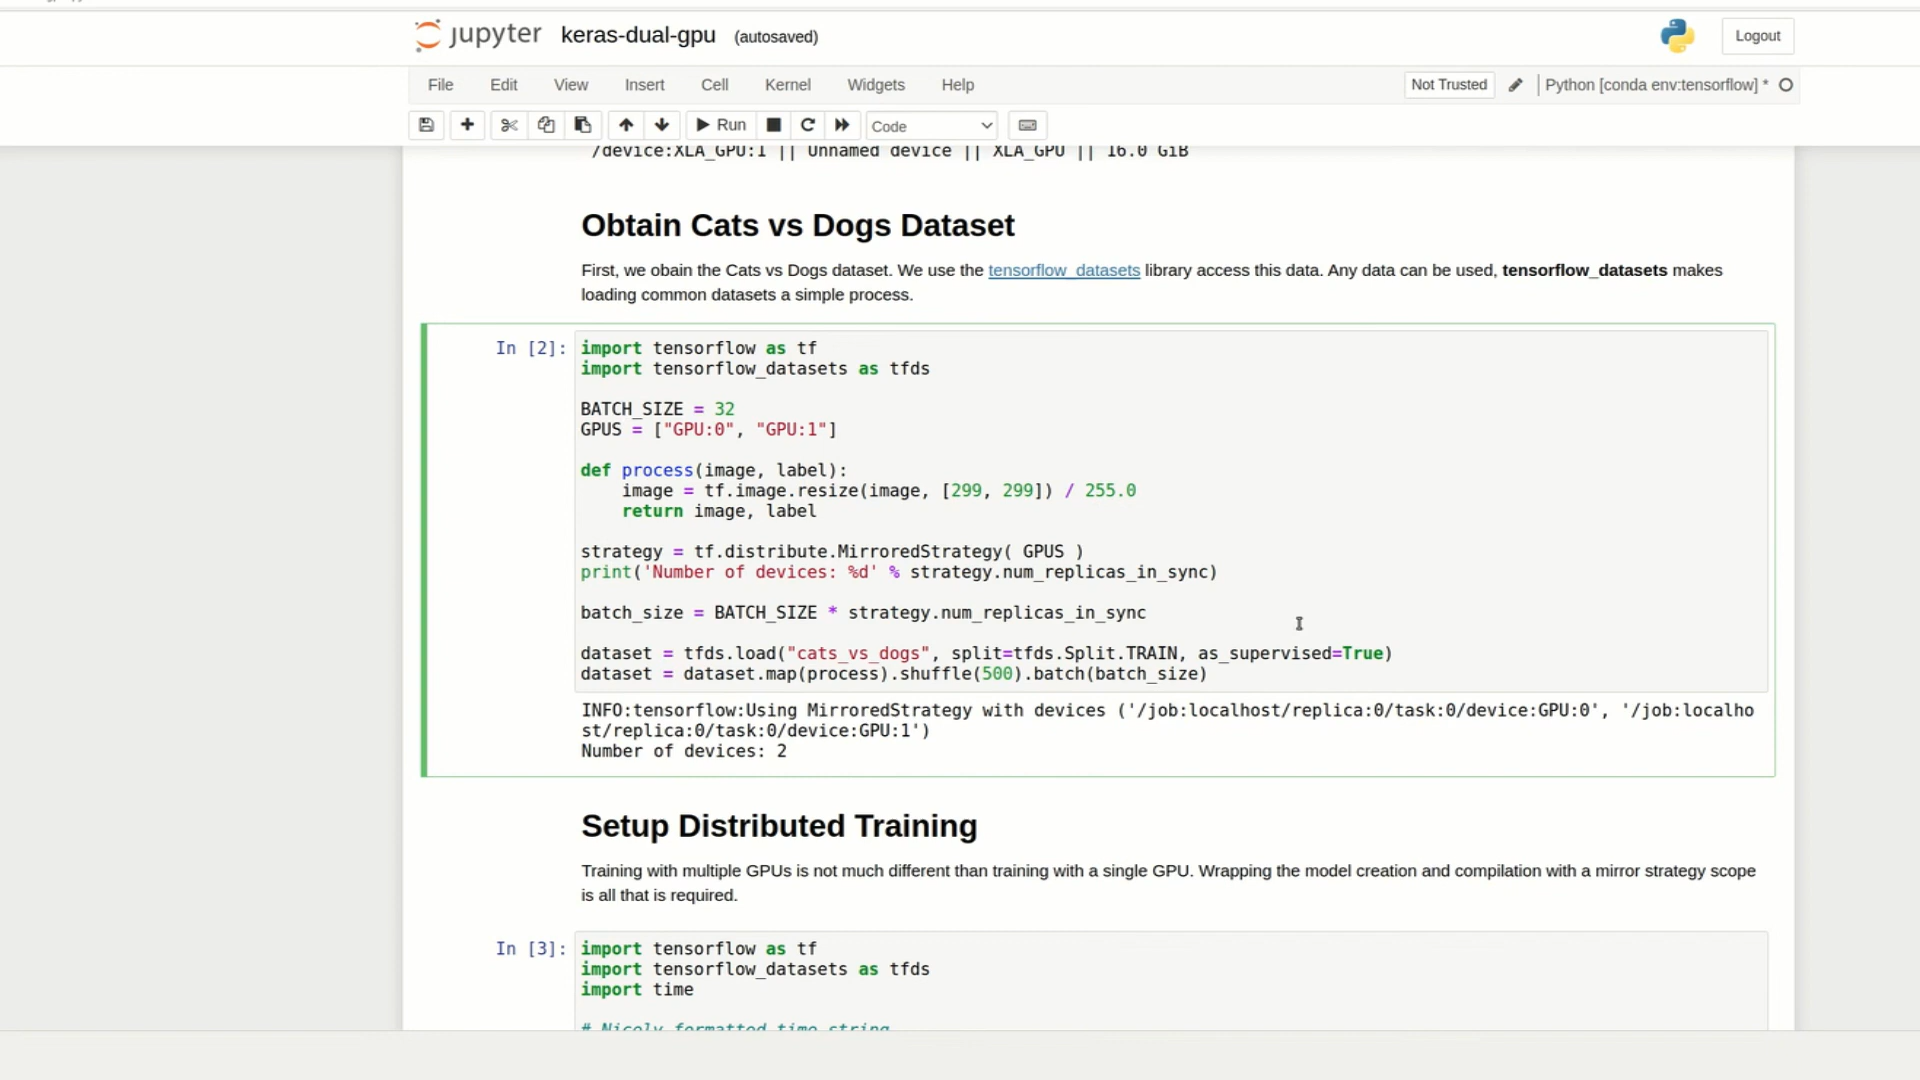 jupyter keras-dual-gpu (autosaved) Logout
File Edit View Insert Cell Kernel Widgets Help Not Trusted Python [conda env:tensorflow] *
Run Code
/device:XLA_GPU:1 || Unnamed device || XLA_GPU || 16.0 GiB
Obtain Cats vs Dogs Dataset
First, we obain the Cats vs Dogs dataset. We use the tensorflow_datasets library access this data. Any data can be used, tensorflow_datasets makes
loading common datasets a simple process.
In [2]: import tensorflow as tf
import tensorflow_datasets as tfds
BATCH_SIZE = 32
GPUS = ["GPU:0", "GPU:1"]
def process(image, label):
    image = tf.image.resize(image, [299, 299]) / 255.0
    return image, label
strategy = tf.distribute.MirroredStrategy( GPUS )
print('Number of devices: %d' % strategy.num_replicas_in_sync)
batch_size = BATCH_SIZE * strategy.num_replicas_in_sync
dataset = tfds.load("cats_vs_dogs", split=tfds.Split.TRAIN, as_supervised=True)
dataset = dataset.map(process).shuffle(500).batch(batch_size)
INFO:tensorflow:Using MirroredStrategy with devices ('/job:localhost/replica:0/task:0/device:GPU:0', '/job:localho
st/replica:0/task:0/device:GPU:1')
Number of devices: 2
Setup Distributed Training
Training with multiple GPUs is not much different than training with a single GPU. Wrapping the model creation and compilation with a mirror strategy scope
is all that is required.
In [3]: import tensorflow as tf
import tensorflow_datasets as tfds
import time
# Nicely formatted time string